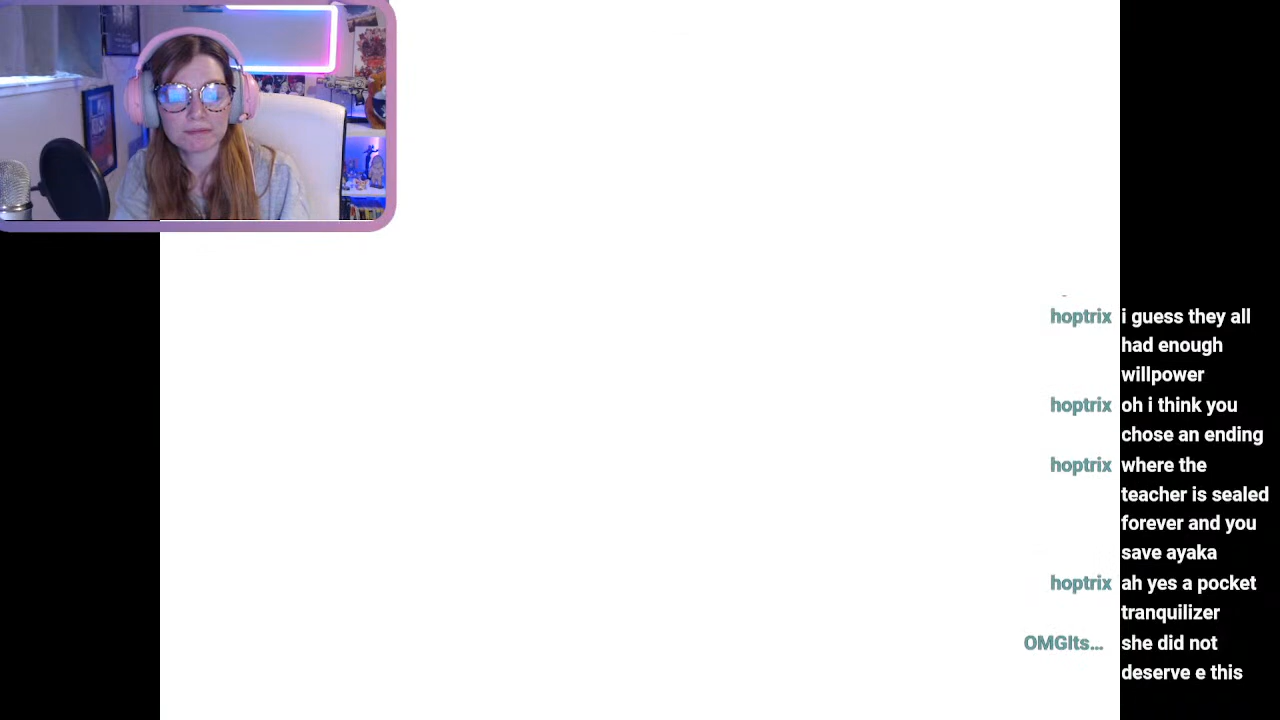 hoptrix i guess they all
had enough
willpower
hoptrix oh i think you
chose an ending
hoptrix where the
teacher is sealed
forever and you
save ayaka
hoptrix ah yes a pocket
tranquilizer
OMGIts… she did not
deserve e this